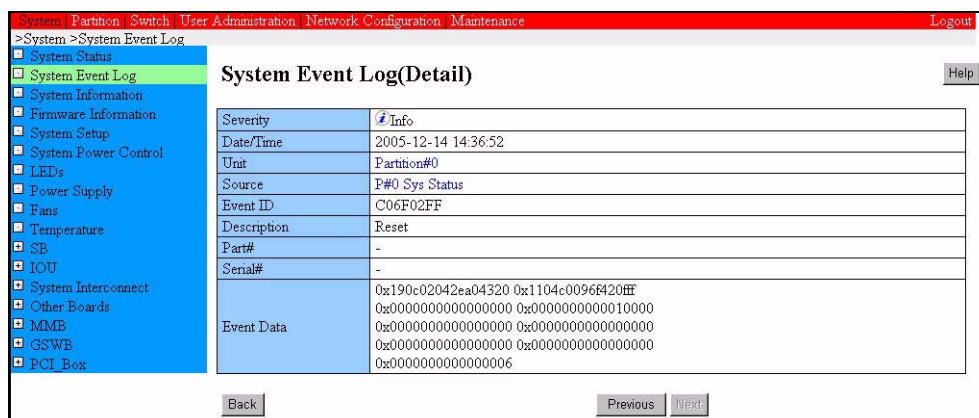 System | Partition | Switch | User Administration | Network Configuration | Maintenance Logout
>System >System Event Log
System Status
System Event Log
System Information
Firmware Information
System Setup
System Power Control
LEDs
Power Supply
Fans
Temperature
SB
IOU
System Interconnect
Other Boards
MMB
GSWB
PCI_Box
System Event Log(Detail)
Help
Severity Info
Date/Time 2005-12-14 14:36:52
Unit Partition#0
Source P#0 Sys Status
Event ID C06F02FF
Description Reset
Part# -
Serial# -
Event Data
0x190c02042ea04320 0x1104c0096f420fff
0x0000000000000000 0x0000000000010000
0x0000000000000000 0x0000000000000000
0x0000000000000000 0x0000000000000000
0x0000000000000006
Back Previous Next